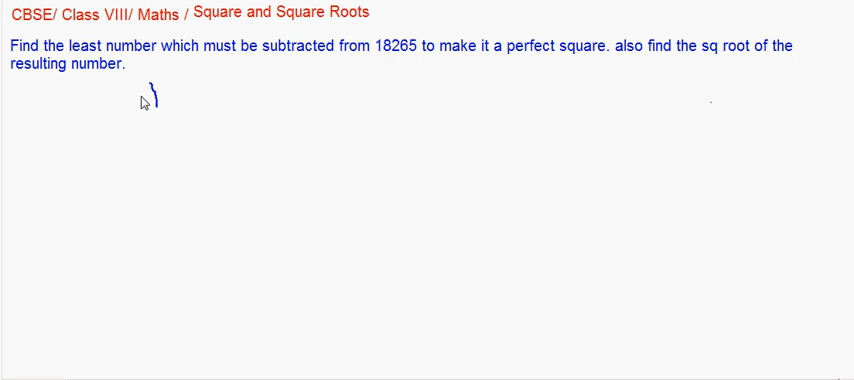 CBSE/ Class VIII/ Maths / Square and Square Roots
Find the least number which must be subtracted from 18265 to make it a perfect square. also find the sq root of the
resulting number.